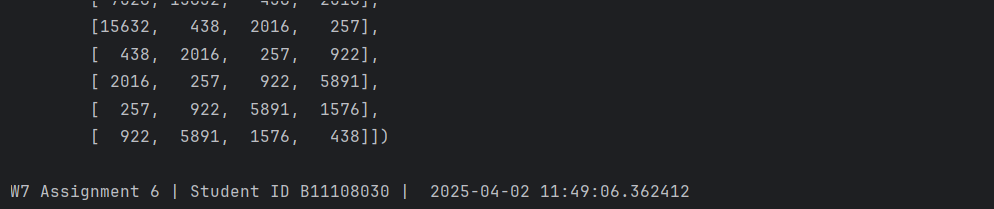 [15632,   438,  2016,   257],
[  438,  2016,   257,   922],
[ 2016,   257,   922,  5891],
[  257,   922,  5891,  1576],
[  922,  5891,  1576,   438]])
W7 Assignment 6 | Student ID B11108030 |  2025-04-02 11:49:06.362412